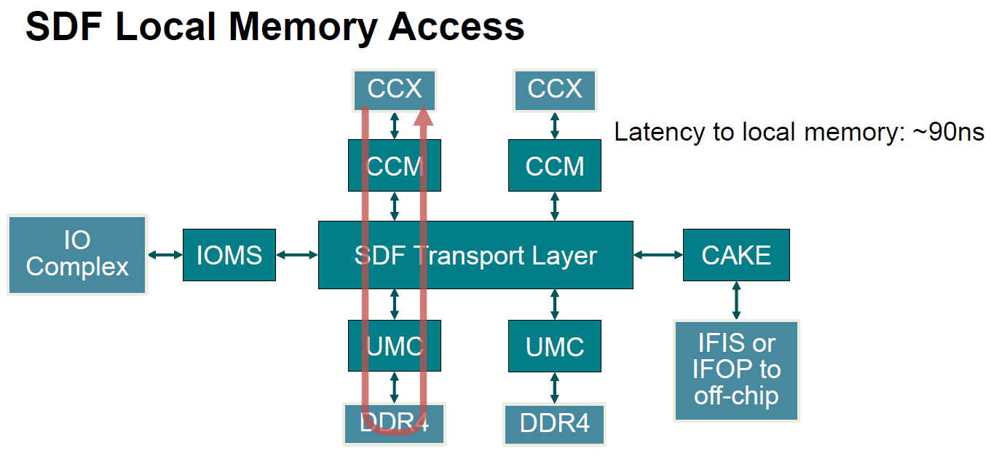 SDF Local Memory Access
CCX
CCX
Latency to local memory: ~90ns
CCM
CCM
IO
Complex
IOMS
SDF Transport Layer
CAKE
UMC
UMC
IFIS or
IFOP to
off-chip
DDR4
DDR4